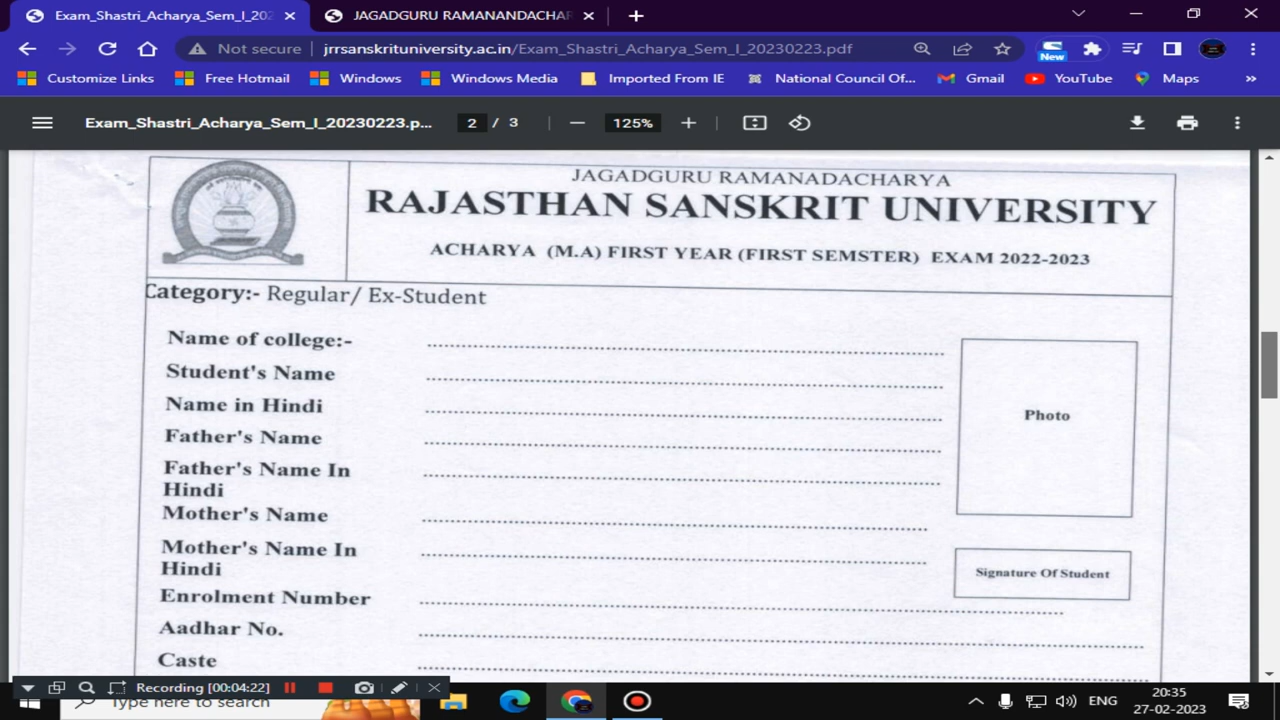 Exam_Shastri_Acharya_Sem_I_202
JAGADGURU RAMANANDACHAR
Not secure | jrrsanskrituniversity.ac.in/Exam_Shastri_Acharya_Sem_I_20230223.pdf
New
Customize Links Free Hotmail Windows Windows Media Imported From IE National Council Of... Gmail YouTube Maps »
Exam_Shastri_Acharya_Sem_I_20230223.p... 2 / 3 125%
JAGADGURU RAMANADACHARYA
RAJASTHAN SANSKRIT UNIVERSITY
ACHARYA (M.A) FIRST YEAR (FIRST SEMSTER) EXAM 2022-2023
Category:- Regular/ Ex-Student
Name of college:-
Student's Name
Name in Hindi
Photo
Father's Name
Father's Name In
Hindi
Mother's Name
Mother's Name In
Hindi
Signature Of Student
Enrolment Number
Aadhar No.
Caste
Recording [00:04:22]
Type here to search
ENG
20:35
27-02-2023